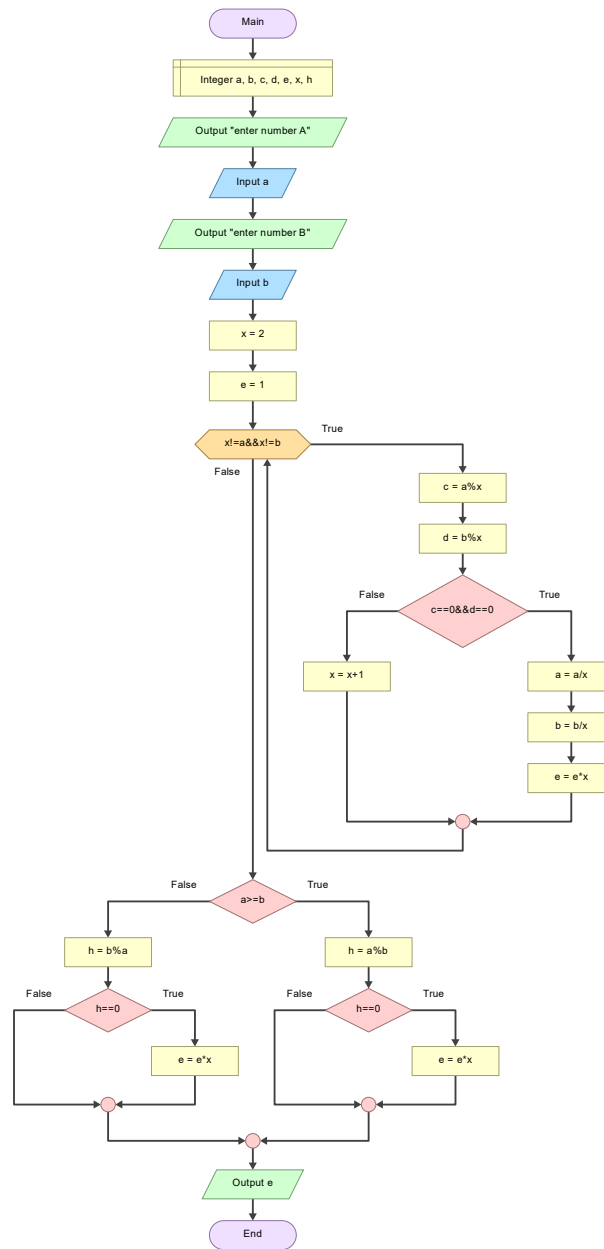 Main
Integer a, b, c, d, e, x, h
Output "enter number A"
Input a
Output "enter number B"
Input b
x = 2
e = 1
x!=a&&x!=b
True
False
c = a%x
d = b%x
c==0&&d==0
False
True
x = x+1
a = a/x
b = b/x
e = e*x
a>=b
False
True
h = b%a
h = a%b
h==0
False
True
h==0
False
True
e = e*x
e = e*x
Output e
End